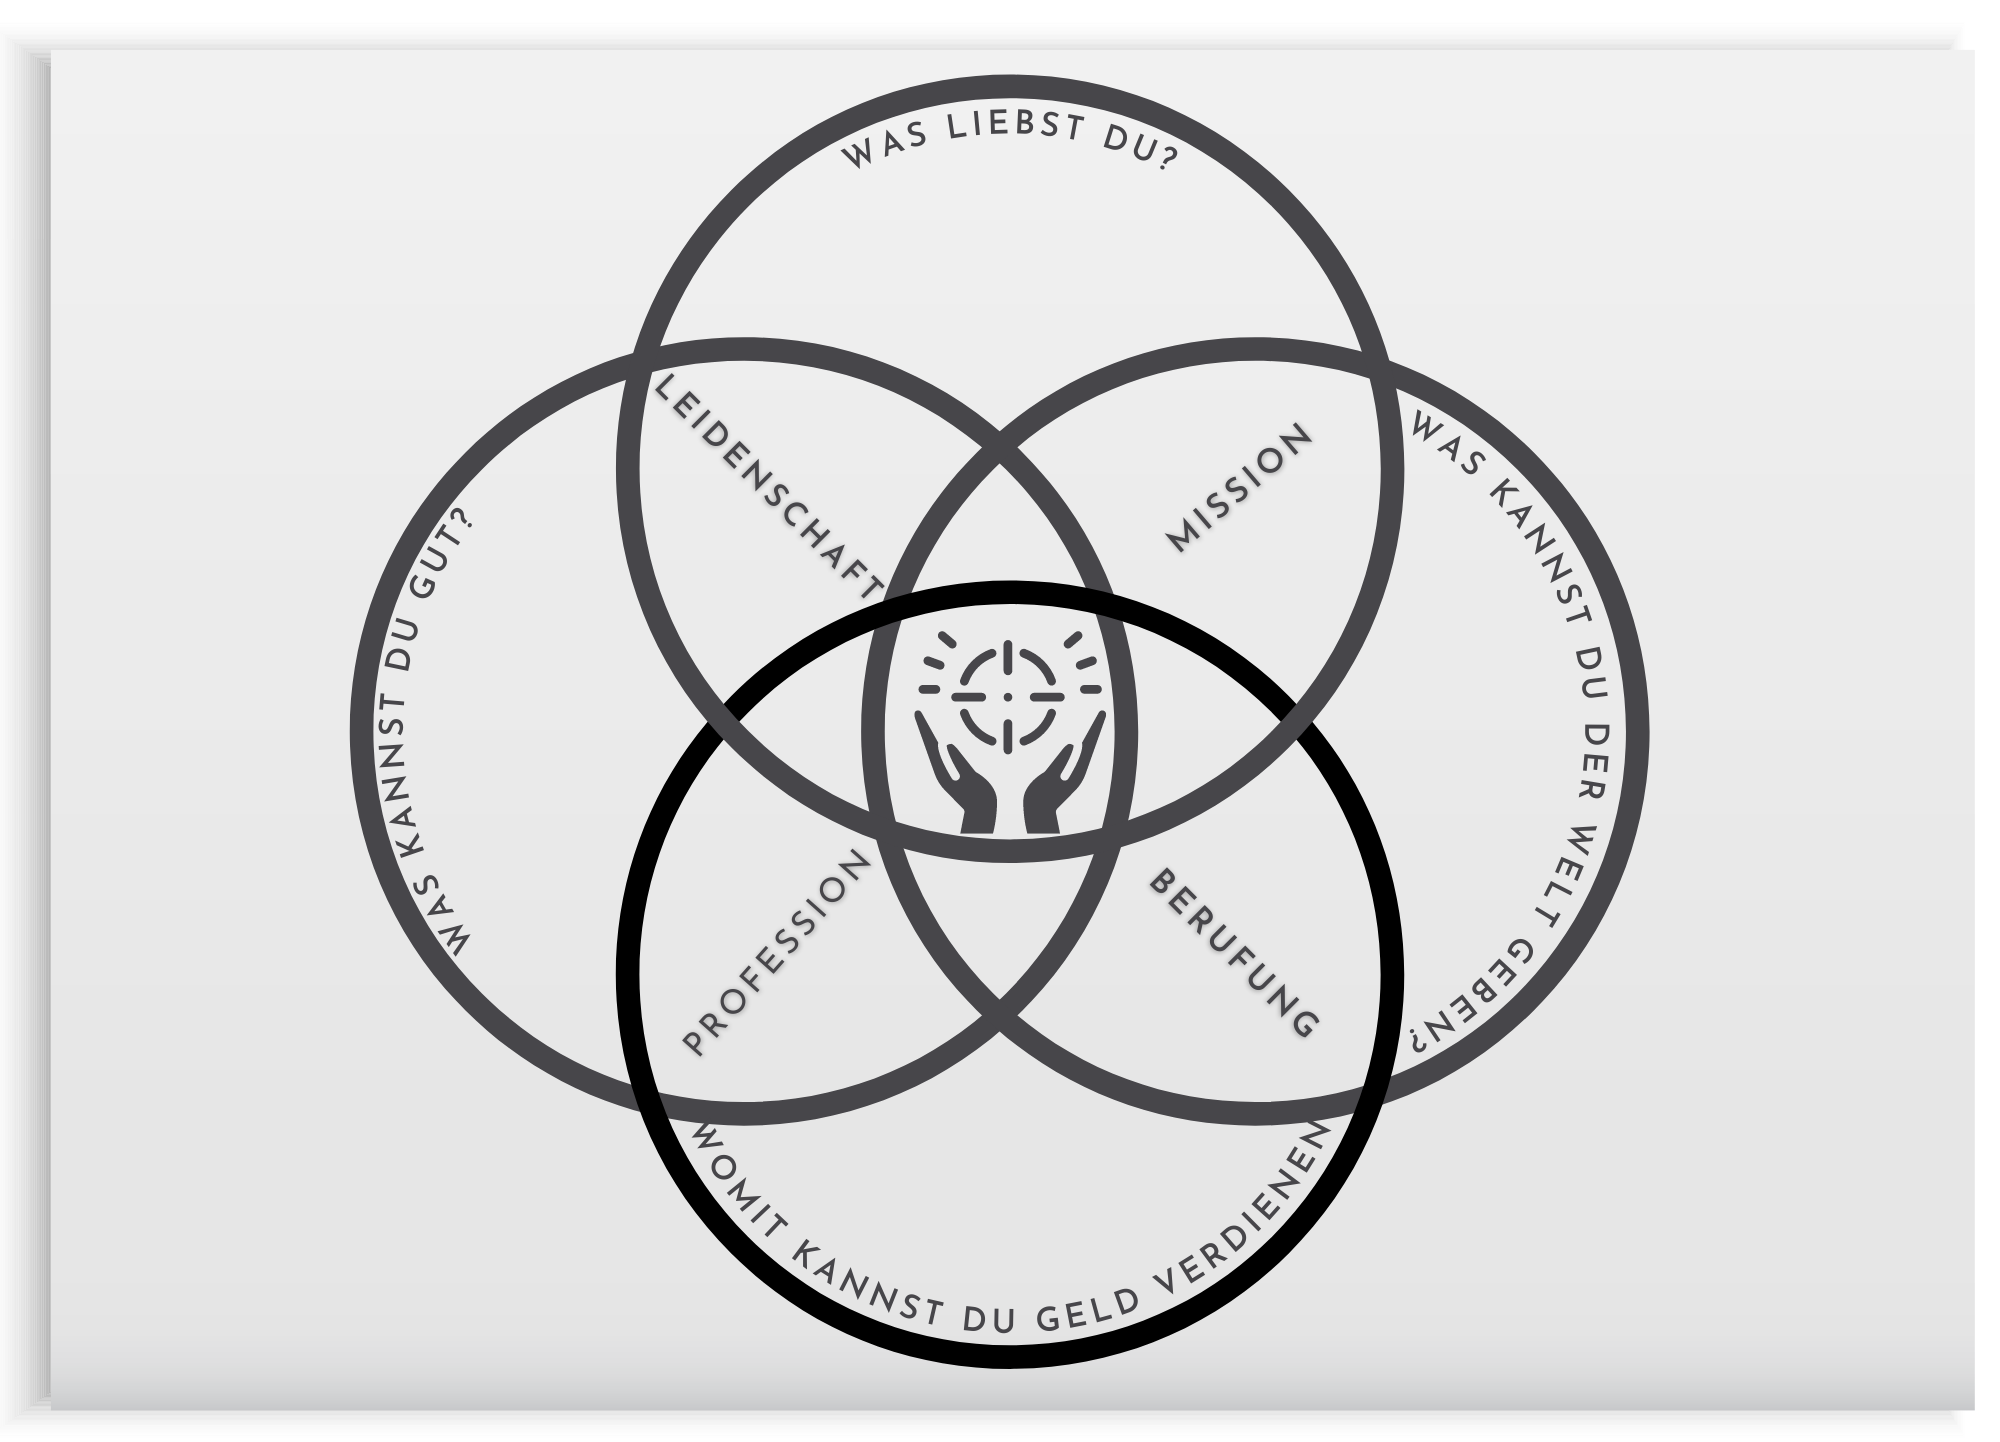 WAS LIEBST DU?
LEIDENSCHAFT
MISSION
WAS KANNST DU GUT?
WAS KANNST DU DER WELT GEBEN?
PROFESSION
BERUFUNG
WOMIT KANNST DU GELD VERDIENEN